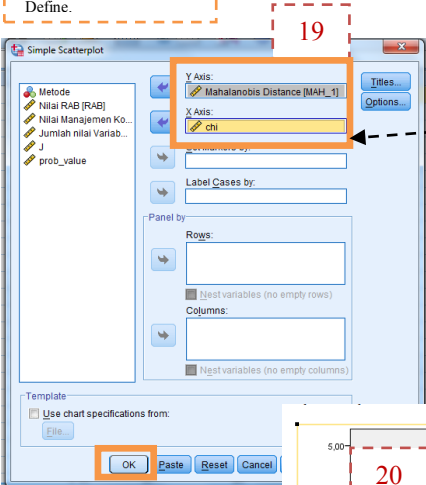 Define.
19
Simple Scatterplot
Metode
Nilai RAB [RAB]
Nilai Manajemen Ko...
Jumlah nilai Variab...
J
prob_value
Y Axis:
Mahalanobis Distance [MAH_1]
X Axis:
chi
Label Cases by:
Panel by
Rows:
Nest variables (no empty rows)
Columns:
Nest variables (no empty columns)
Titles...
Options...
Template
Use chart specifications from:
File...
OK
Paste
Reset
Cancel
5,00
20